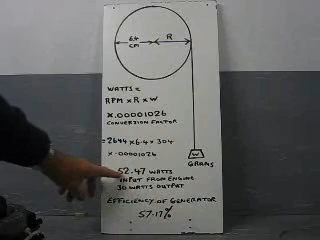 6.4 R
CM
WATTS =
RPM x R x W
x .00001026
CONVERSION FACTOR
= 2644 x 6.4 x 304
x .00001026
W
GRAMS
52.47 WATTS
INPUT FROM ENGINE
30 WATTS OUTPUT
EFFICIENCY OF GENERATOR
57.17%